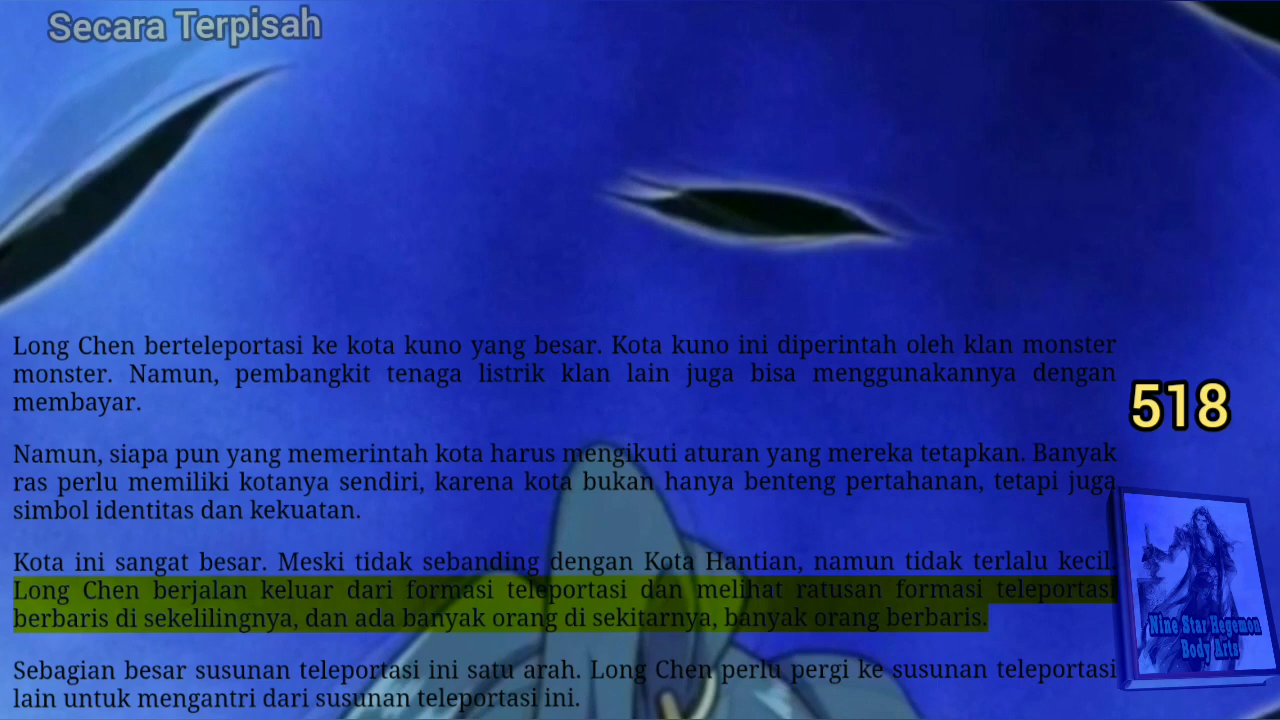 Secara Terpisah
Long Chen berteleportasi ke kota kuno yang besar. Kota kuno ini diperintah oleh klan monster
monster. Namun, pembangkit tenaga listrik klan lain juga bisa menggunakannya dengan
membayar.
Namun, siapa pun yang memerintah kota harus mengikuti aturan yang mereka tetapkan. Banyak
ras perlu memiliki kotanya sendiri, karena kota bukan hanya benteng pertahanan, tetapi juga
simbol identitas dan kekuatan.
Kota ini sangat besar. Meski tidak sebanding dengan Kota Hantian, namun tidak terlalu kecil.
Long Chen berjalan keluar dari formasi teleportasi dan melihat ratusan formasi teleportasi
berbaris di sekelilingnya, dan ada banyak orang di sekitarnya, banyak orang berbaris.
Sebagian besar susunan teleportasi ini satu arah. Long Chen perlu pergi ke susunan teleportasi
lain untuk mengantri dari susunan teleportasi ini.
518
Nine Star Hegemon
Body Arts